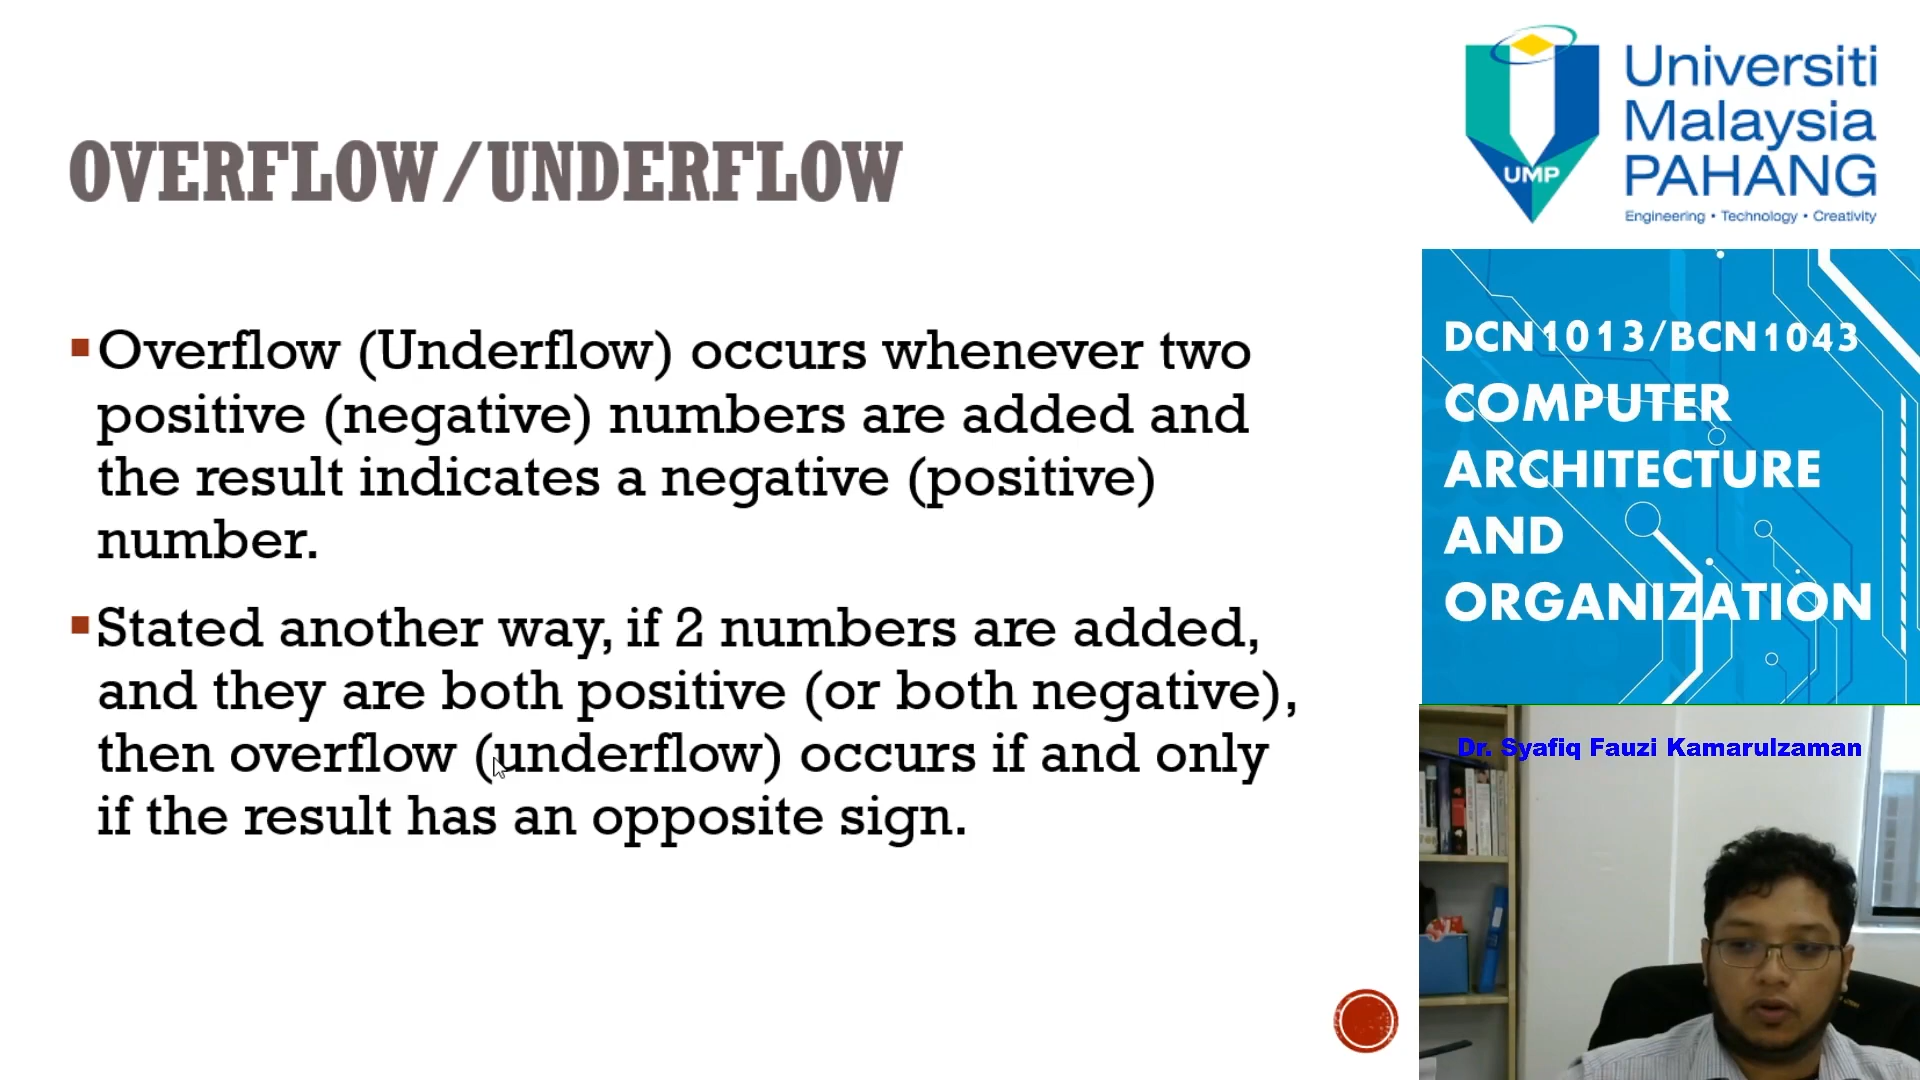 OVERFLOW/UNDERFLOW
▪Overflow (Underflow) occurs whenever two
positive (negative) numbers are added and
the result indicates a negative (positive)
number.
▪Stated another way, if 2 numbers are added,
and they are both positive (or both negative),
then overflow (underflow) occurs if and only
if the result has an opposite sign.
UMP
Universiti
Malaysia
PAHANG
Engineering • Technology • Creativity
DCN1013/BCN1043
COMPUTER
ARCHITECTURE
AND
ORGANIZATION
Dr. Syafiq Fauzi Kamarulzaman